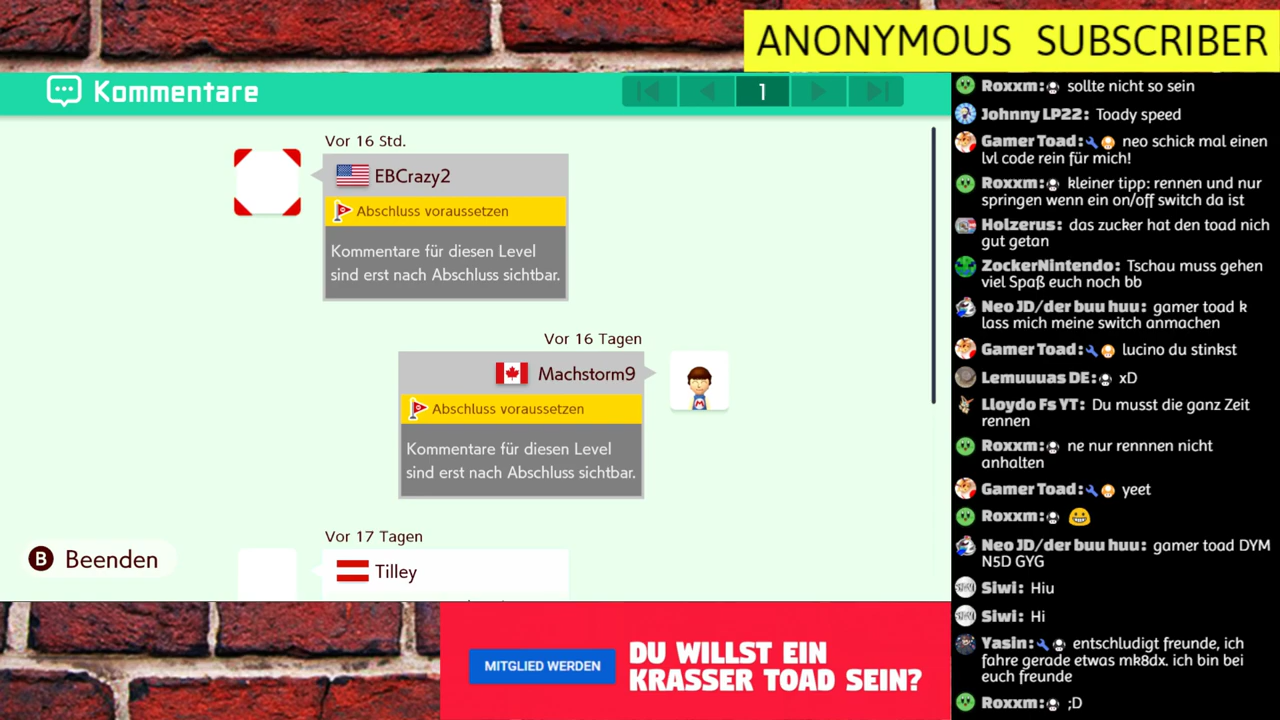 ANONYMOUS SUBSCRIBER
Kommentare
1
Vor 16 Std.
EBCrazy2
Abschluss voraussetzen
Kommentare für diesen Level
sind erst nach Abschluss sichtbar.
Vor 16 Tagen
Machstorm9
Abschluss voraussetzen
Kommentare für diesen Level
sind erst nach Abschluss sichtbar.
Vor 17 Tagen
Tilley
B Beenden
MITGLIED WERDEN
DU WILLST EIN
KRASSER TOAD SEIN?
Roxxm: sollte nicht so sein
Johnny LP22: Toady speed
Gamer Toad: neo schick mal einen
lvl code rein für mich!
Roxxm: kleiner tipp: rennen und nur
springen wenn ein on/off switch da ist
Holzerus: das zucker hat den toad nich
gut getan
ZockerNintendo: Tschau muss gehen
viel Spaß euch noch bb
Neo JD/der buu huu: gamer toad k
lass mich meine switch anmachen
Gamer Toad: lucino du stinkst
Lemuuuas DE: xD
Lloydo Fs YT: Du musst die ganz Zeit
rennen
Roxxm: ne nur rennnen nicht
anhalten
Gamer Toad: yeet
Roxxm: 😀
Neo JD/der buu huu: gamer toad DYM
N5D GYG
Siwi: Hiu
Siwi: Hi
Yasin: entschludigt freunde, ich
fahre gerade etwas mk8dx. ich bin bei
euch freunde
Roxxm: ;D